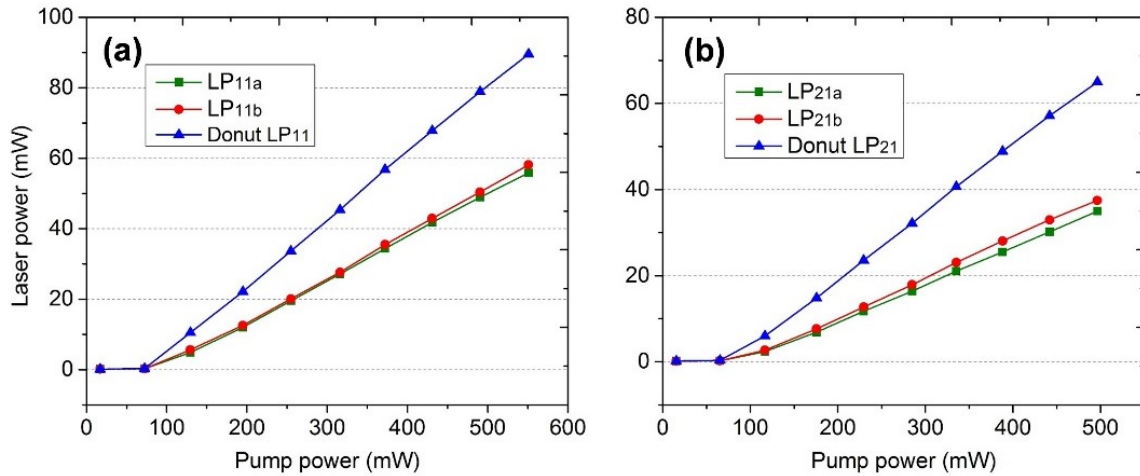 (a)
LP11a
LP11b
Donut LP11
Laser power (mW)
100
80
60
40
20
0
0 100 200 300 400 500 600
Pump power (mW)
(b)
LP21a
LP21b
Donut LP21
80
60
40
20
0
0 100 200 300 400 500
Pump power (mW)